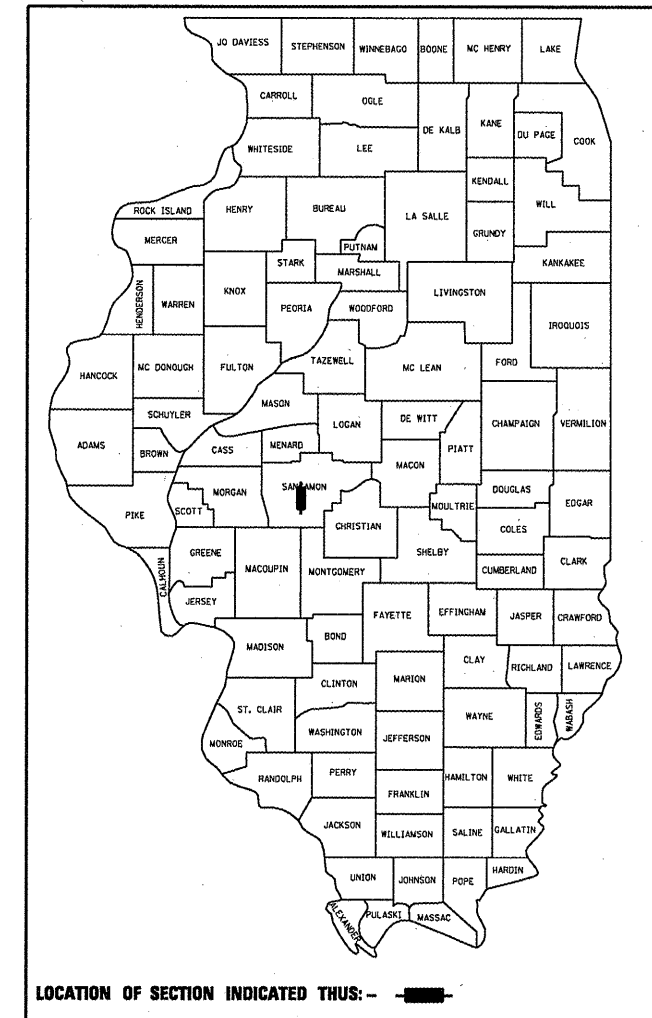 JO DAVIESS STEPHENSON WINNEBAGO BOONE MC HENRY LAKE
CARROLL OGLE DE KALB KANE DU PAGE COOK
WHITESIDE LEE
KENDALL WILL
ROCK ISLAND HENRY BUREAU LA SALLE GRUNDY
MERCER PUTNAM
STARK MARSHALL KANKAKEE
HENDERSON WARREN KNOX PEORIA WOODFORD LIVINGSTON IROQUOIS
HANCOCK MC DONOUGH FULTON TAZEWELL MC LEAN FORD
SCHUYLER MASON LOGAN DE WITT CHAMPAIGN VERMILION
ADAMS BROWN CASS MENARD MACON PIATT
PIKE SCOTT MORGAN SANGAMON CHRISTIAN MOULTRIE DOUGLAS EDGAR
COLES
GREENE MACOUPIN MONTGOMERY SHELBY CUMBERLAND CLARK
CALHOUN JERSEY FAYETTE EFFINGHAM JASPER CRAWFORD
MADISON BOND
CLINTON MARION CLAY RICHLAND LAWRENCE
ST. CLAIR WASHINGTON JEFFERSON WAYNE EDWARDS WABASH
MONROE
RANDOLPH PERRY FRANKLIN HAMILTON WHITE
JACKSON WILLIAMSON SALINE GALLATIN
UNION JOHNSON POPE HARDIN
ALEXANDER PULASKI MASSAC
LOCATION OF SECTION INDICATED THUS:-